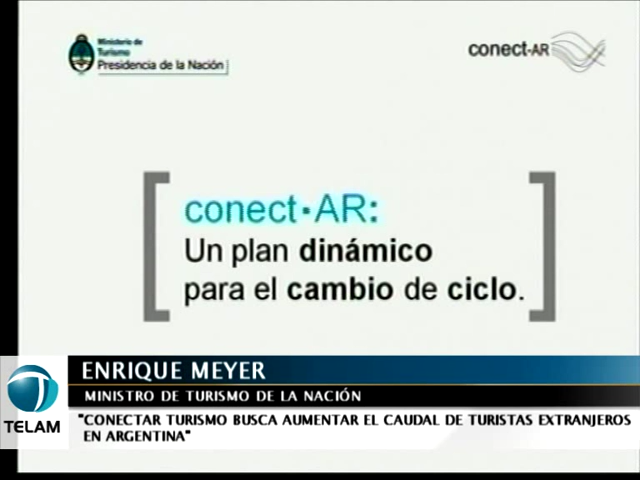 Ministerio de
Turismo
Presidencia de la Nación
conect-AR
conect·AR:
Un plan dinámico
para el cambio de ciclo.
ENRIQUE MEYER
MINISTRO DE TURISMO DE LA NACIÓN
TELAM
"CONECTAR TURISMO BUSCA AUMENTAR EL CAUDAL DE TURISTAS EXTRANJEROS
EN ARGENTINA"